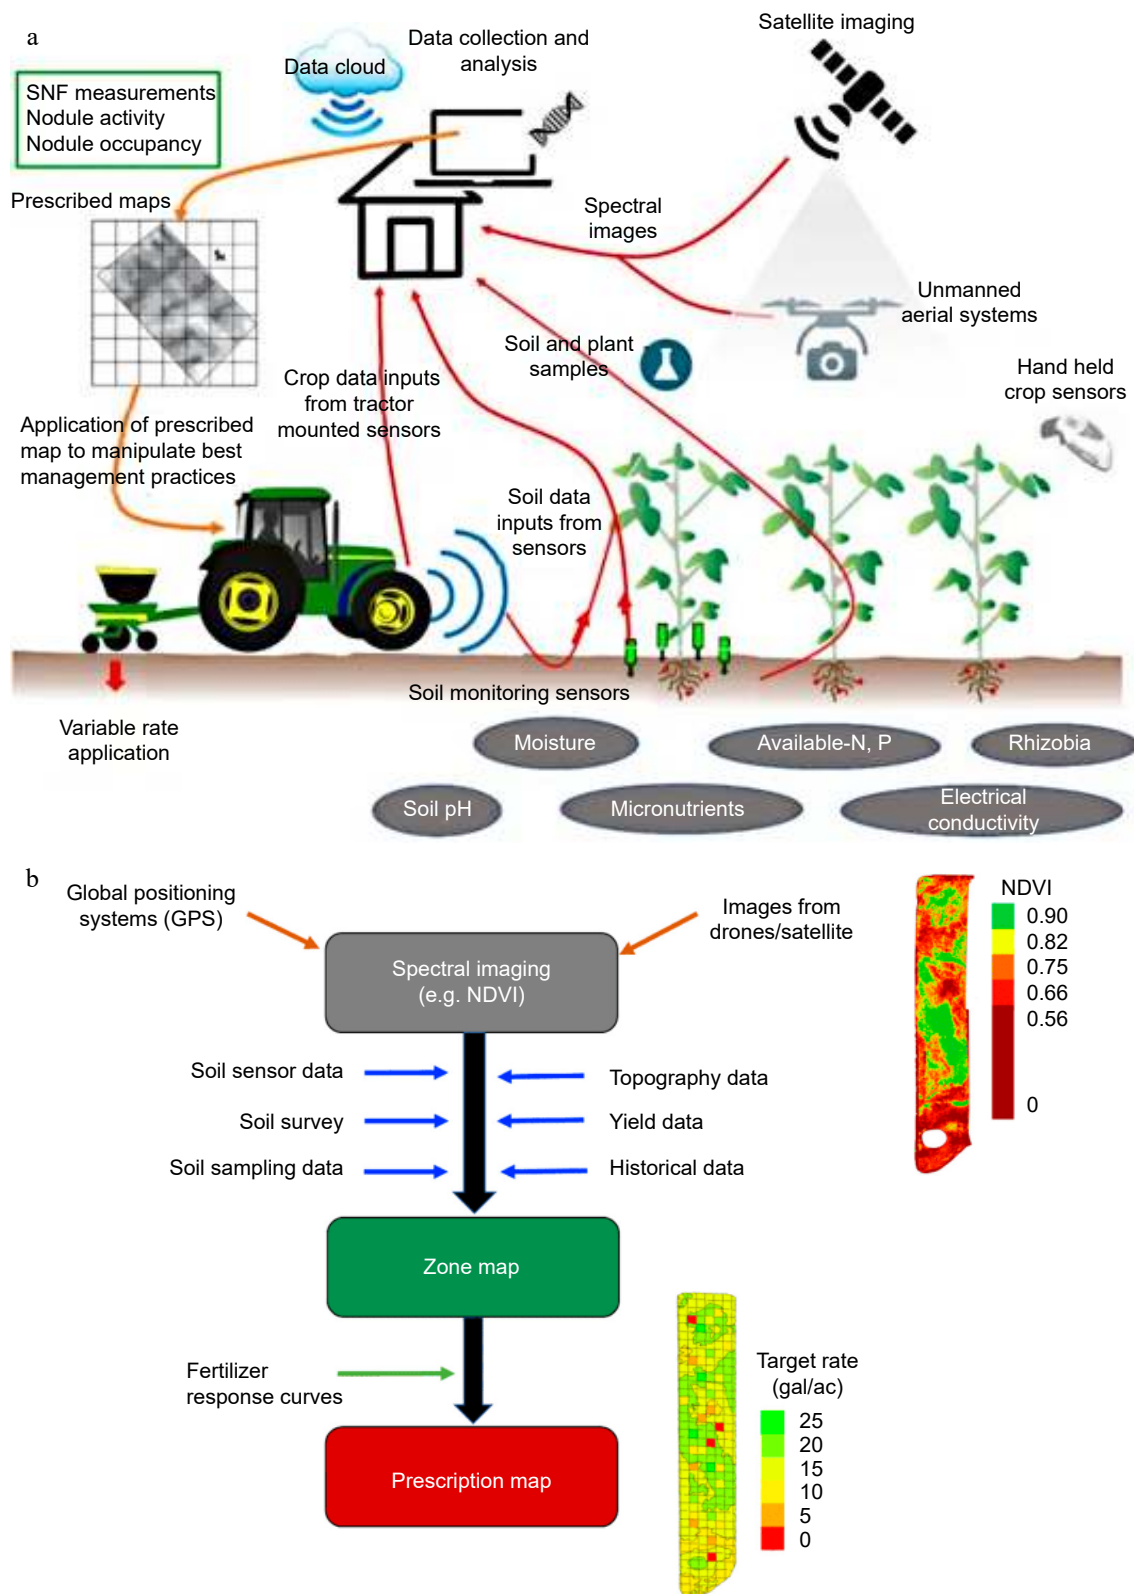 a
Data collection and
analysis
Satellite imaging
Data cloud
SNF measurements
Nodule activity
Nodule occupancy
Prescribed maps
Spectral
images
Unmanned
aerial systems
Soil and plant
samples
Hand held
crop sensors
Crop data inputs
from tractor
mounted sensors
Application of prescribed
map to manipulate best
management practices
Soil data
inputs from
sensors
Soil monitoring sensors
Variable rate
application
Moisture
Available-N, P
Rhizobia
Soil pH
Micronutrients
Electrical
conductivity
b
Global positioning
systems (GPS)
Images from
drones/satellite
Spectral imaging
(e.g. NDVI)
NDVI
0.90
0.82
0.75
0.66
0.56
0
Soil sensor data
Topography data
Soil survey
Yield data
Soil sampling data
Historical data
Zone map
Fertilizer
response curves
Target rate
(gal/ac)
25
20
15
10
5
0
Prescription map